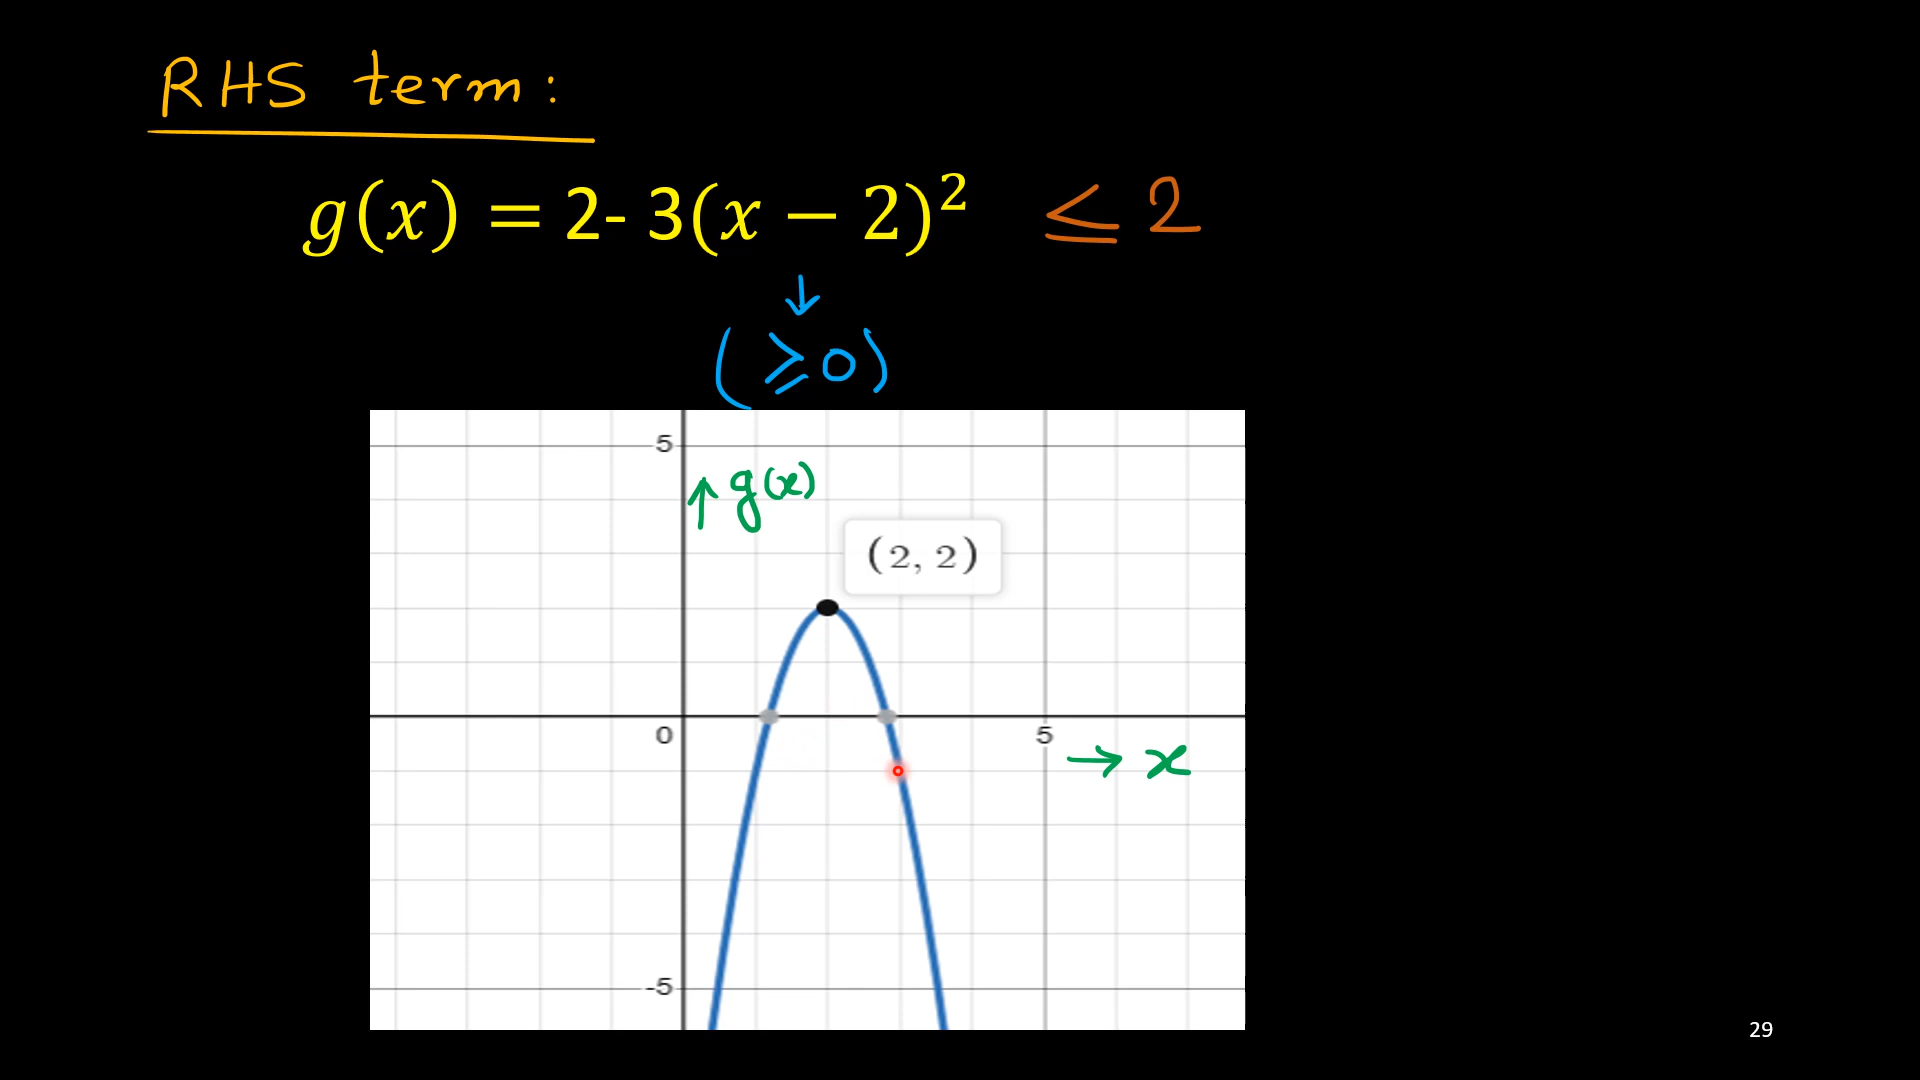 RHS term:
g(x) = 2- 3(x − 2)² ≤ 2
↓
(≥0)
5
↑ g(x)
(2, 2)
0
5
→ x
-5
29